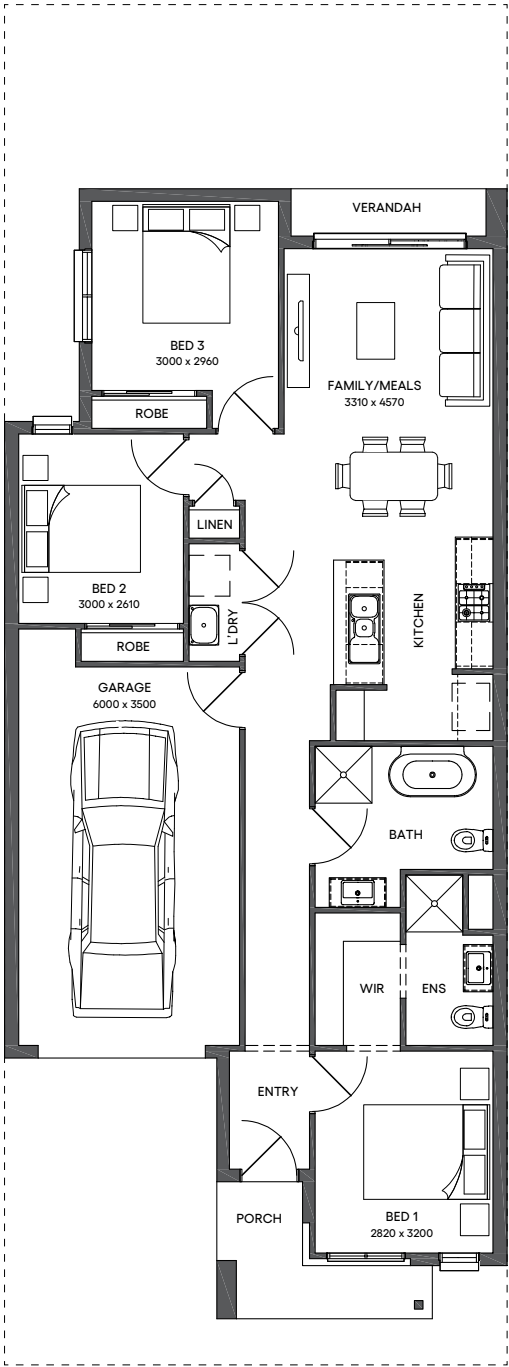 VERANDAH
BED 3
3000 x 2960
FAMILY/MEALS
3310 x 4570
ROBE
LINEN
BED 2
3000 x 2610
L'DRY
KITCHEN
ROBE
GARAGE
6000 x 3500
BATH
WIR
ENS
ENTRY
PORCH
BED 1
2820 x 3200